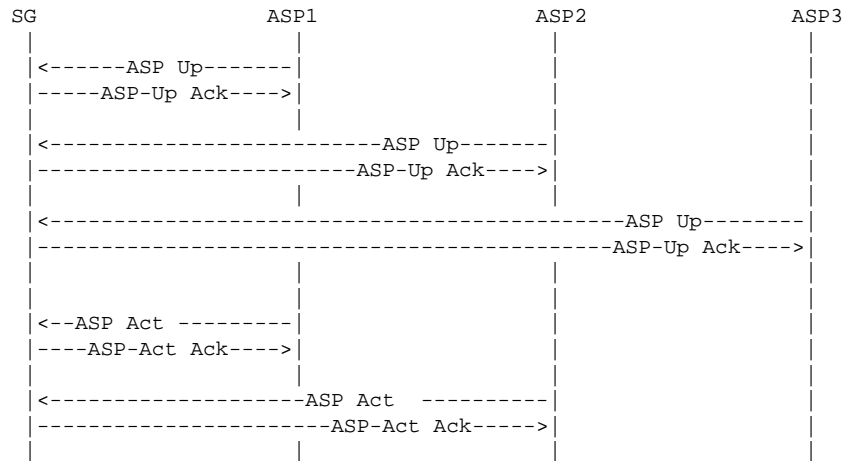 SG ASP1 ASP2 ASP3
<------ASP Up-------
-----ASP-Up Ack---->
<--------------------------ASP Up-------
-------------------------ASP-Up Ack---->
<---------------------------------------------ASP Up--------
---------------------------------------------ASP-Up Ack---->
<--ASP Act ---------
----ASP-Act Ack---->
<--------------------ASP Act  ----------
-----------------------ASP-Act Ack----->